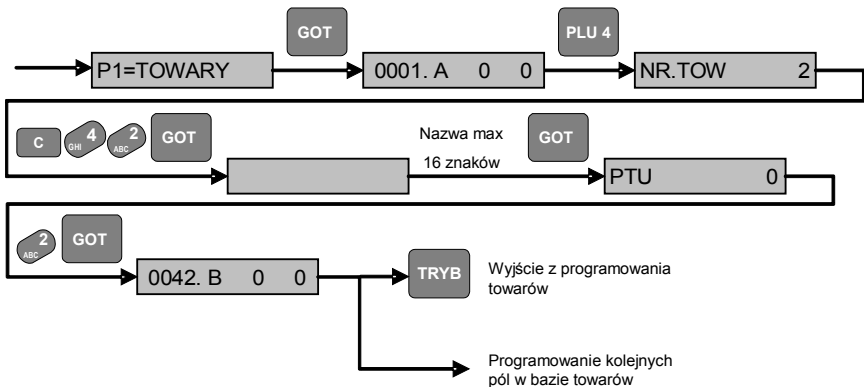 GOT
PLU 4
P1=TOWARY
0001. A 0 0
NR.TOW 2
C
GHI 4
ABC 2
GOT
Nazwa max
16 znaków
GOT
PTU 0
ABC 2
GOT
0042. B 0 0
TRYB
Wyjście z programowania
towarów
Programowanie kolejnych
pól w bazie towarów